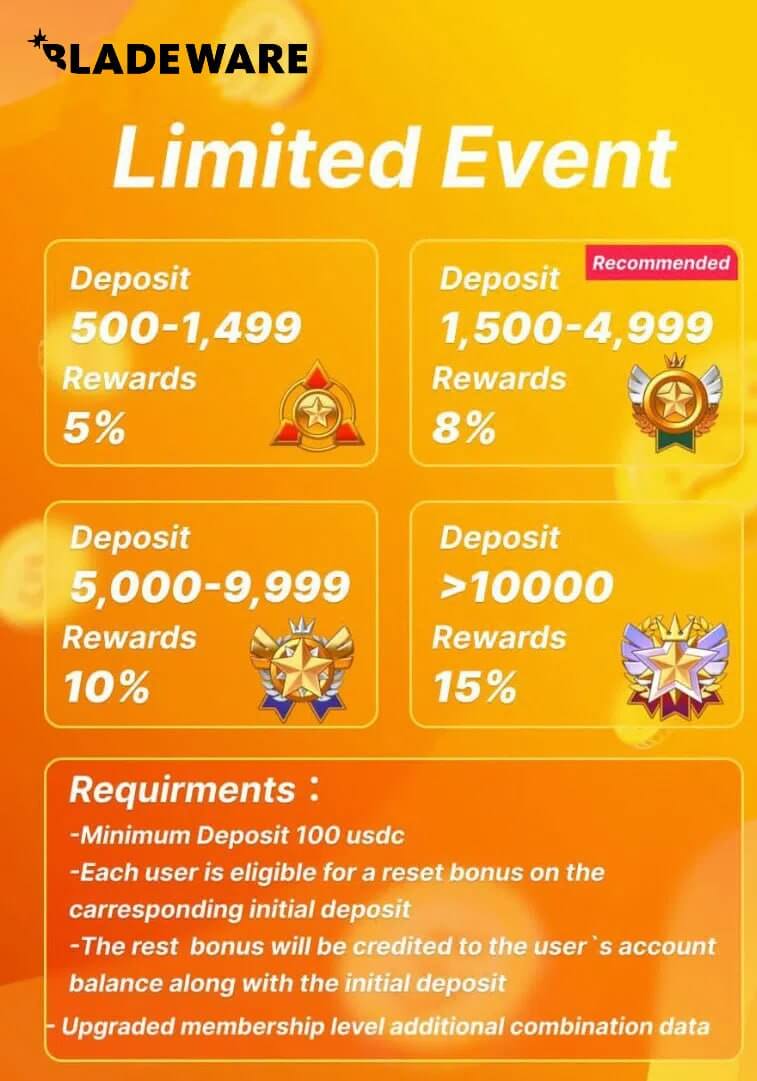 BLADEWARE
Limited Event
Deposit
500-1,499
Rewards
5%
Recommended
Deposit
1,500-4,999
Rewards
8%
Deposit
5,000-9,999
Rewards
10%
Deposit
>10000
Rewards
15%
Requirments：
-Minimum Deposit 100 usdc
-Each user is eligible for a reset bonus on the
carresponding initial deposit
-The rest bonus will be credited to the user`s account
balance along with the initial deposit
- Upgraded membership level additional combination data